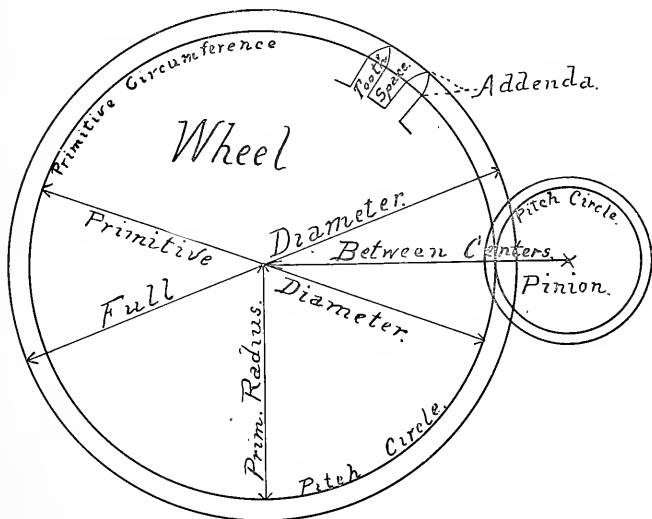 Primitive Circumference
Tooth.
Space.
Addenda.
Wheel
Pitch Circle.
Primitive Diameter.
Full Diameter.
Between Centers.
Pinion.
Prim. Radius.
Pitch Circle.